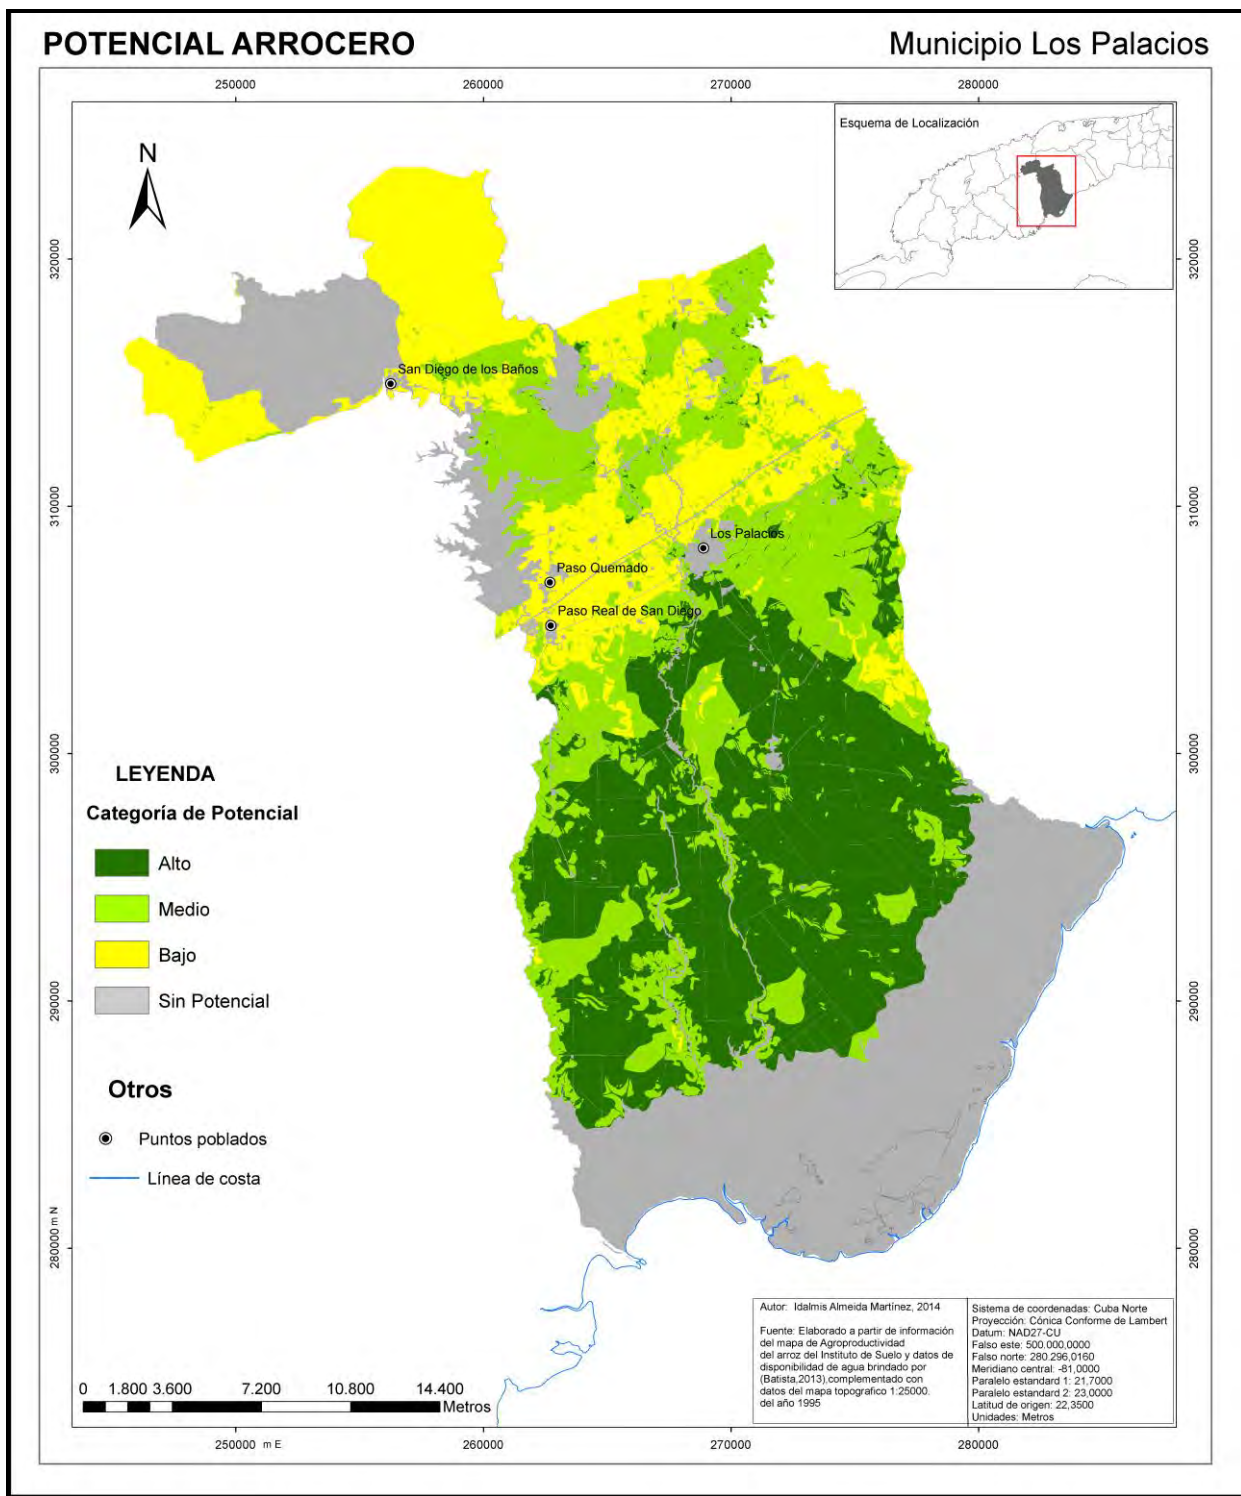 POTENCIAL ARROCERO
Municipio Los Palacios
250000
260000
270000
280000
Esquema de Localización
N
320000
320000
San Diego de los Baños
310000
310000
Los Palacios
Paso Quemado
Paso Real de San Diego
300000
300000
LEYENDA
Categoría de Potencial
Alto
Medio
Bajo
Sin Potencial
290000
290000
Otros
Puntos poblados
Línea de costa
280000 m N
280000
0 1.800 3.600 7.200 10.800 14.400
Metros
Autor: Idalmis Almeida Martínez, 2014
Fuente: Elaborado a partir de información
del mapa de Agroproductividad
del arroz del Instituto de Suelo y datos de
disponibilidad de agua brindado por
(Batista,2013),complementado con
datos del mapa topografico 1:25000.
del año 1995
Sistema de coordenadas: Cuba Norte
Proyección: Cónica Conforme de Lambert
Datum: NAD27-CU
Falso este: 500.000,0000
Falso norte: 280.296,0160
Meridiano central: -81,0000
Paralelo estandard 1: 21,7000
Paralelo estandard 2: 23,0000
Latitud de origen: 22,3500
Unidades: Metros
250000 m E
260000
270000
280000